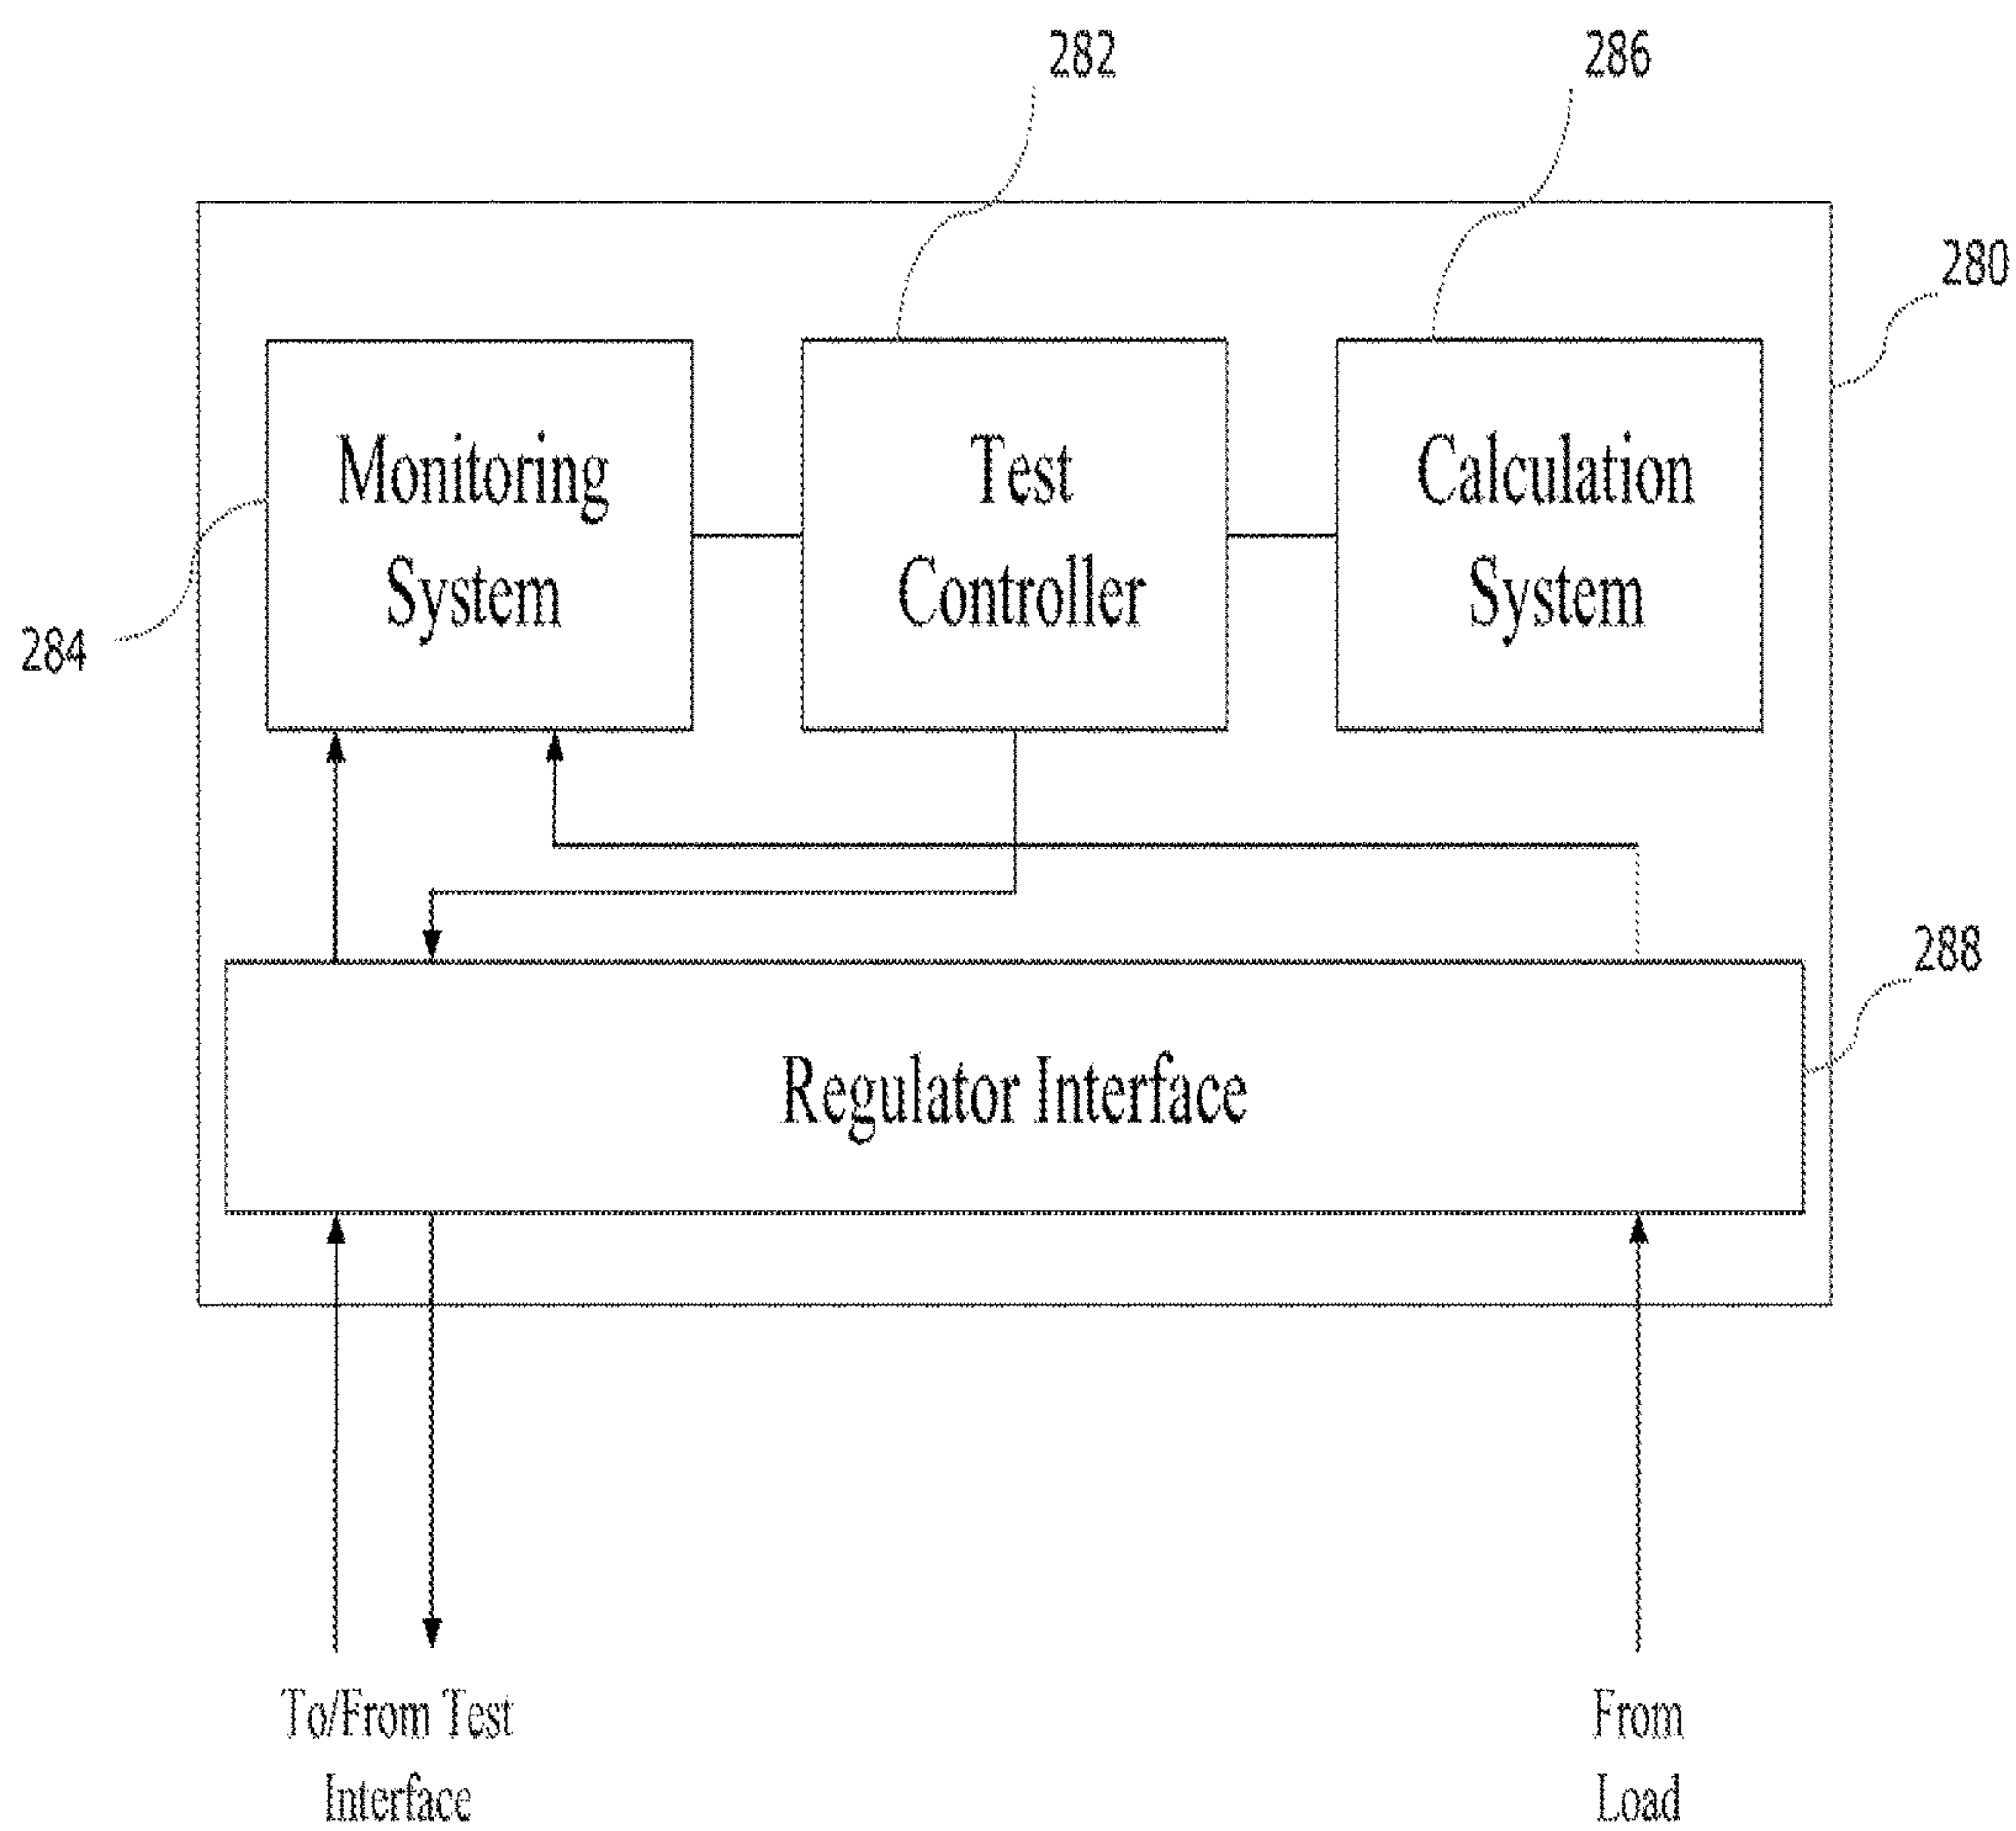 282
286
280
Monitoring
System
Test
Controller
Calculation
System
284
288
Regulator Interface
To/From Test
Interface
From
Load